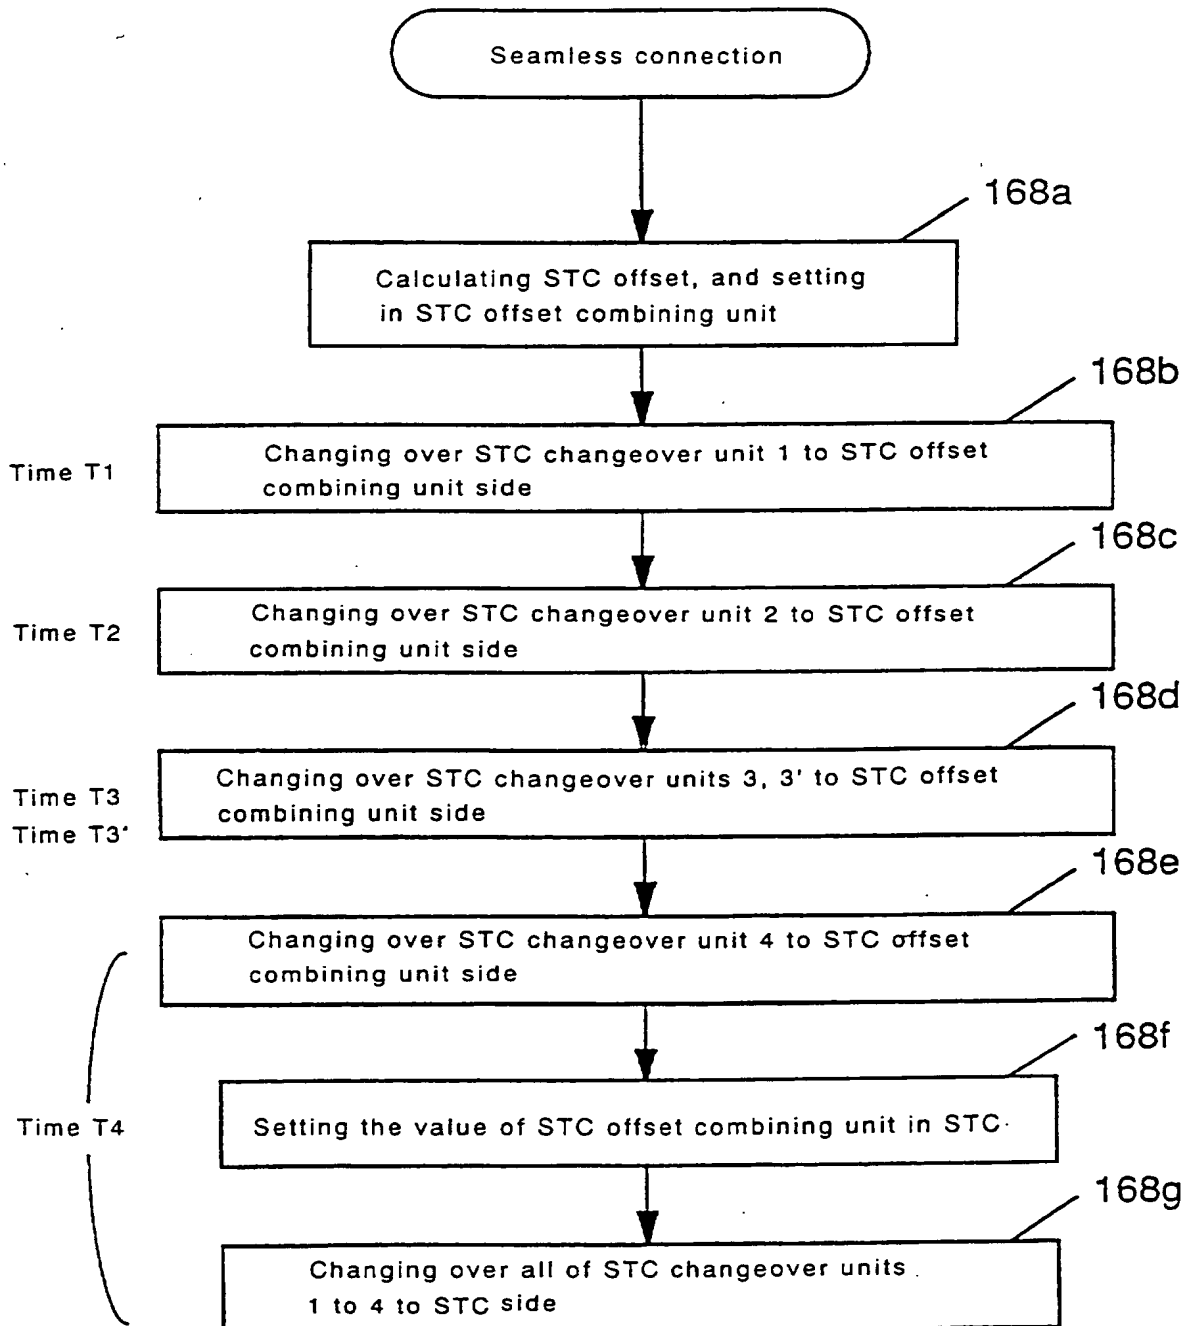 Seamless connection
168a
Calculating STC offset, and setting
in STC offset combining unit
168b
Time T1
Changing over STC changeover unit 1 to STC offset
combining unit side
168c
Time T2
Changing over STC changeover unit 2 to STC offset
combining unit side
168d
Time T3
Time T3'
Changing over STC changeover units 3, 3' to STC offset
combining unit side
168e
Changing over STC changeover unit 4 to STC offset
combining unit side
168f
Time T4
Setting the value of STC offset combining unit in STC
168g
Changing over all of STC changeover units
1 to 4 to STC side